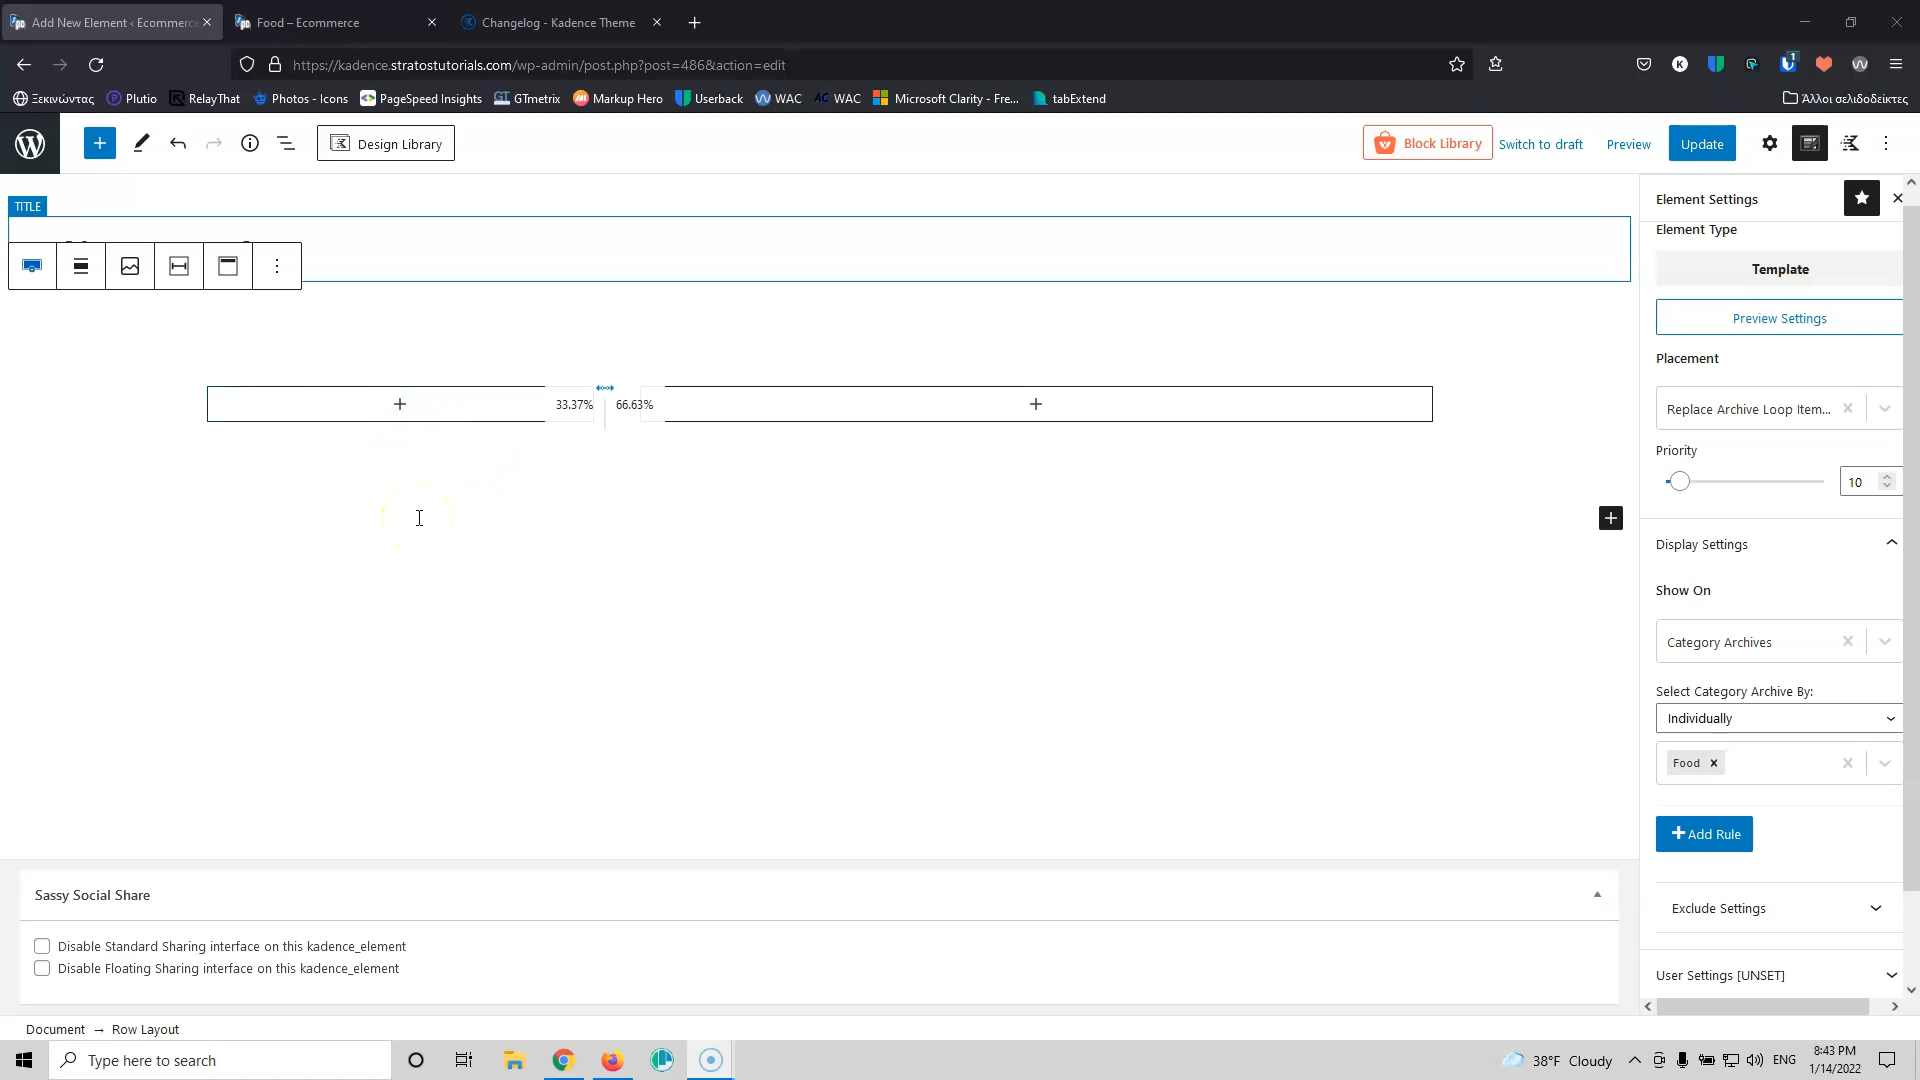 Add New Element ‹ Ecommerce
Food – Ecommerce
Changelog - Kadence Theme
https://kadence.stratostutorials.com/wp-admin/post.php?post=486&action=edit
1
Ξεκινώντας
Plutio
RelayThat
Photos - Icons
PageSpeed Insights
GTmetrix
Markup Hero
Userback
WAC
WAC
Microsoft Clarity - Fre...
tabExtend
Άλλοι σελιδοδείκτες
Design Library
Block Library
Switch to draft
Preview
Update
TITLE
Element Settings
Element Type
Template
Preview Settings
Placement
33.37%
66.63%
Replace Archive Loop Item...
Priority
10
Display Settings
Show On
Category Archives
Select Category Archive By:
Individually
Food
Add Rule
Sassy Social Share
Exclude Settings
Disable Standard Sharing interface on this kadence_element
Disable Floating Sharing interface on this kadence_element
User Settings [UNSET]
Document → Row Layout
Type here to search
38°F Cloudy
ENG
8:43 PM
1/14/2022